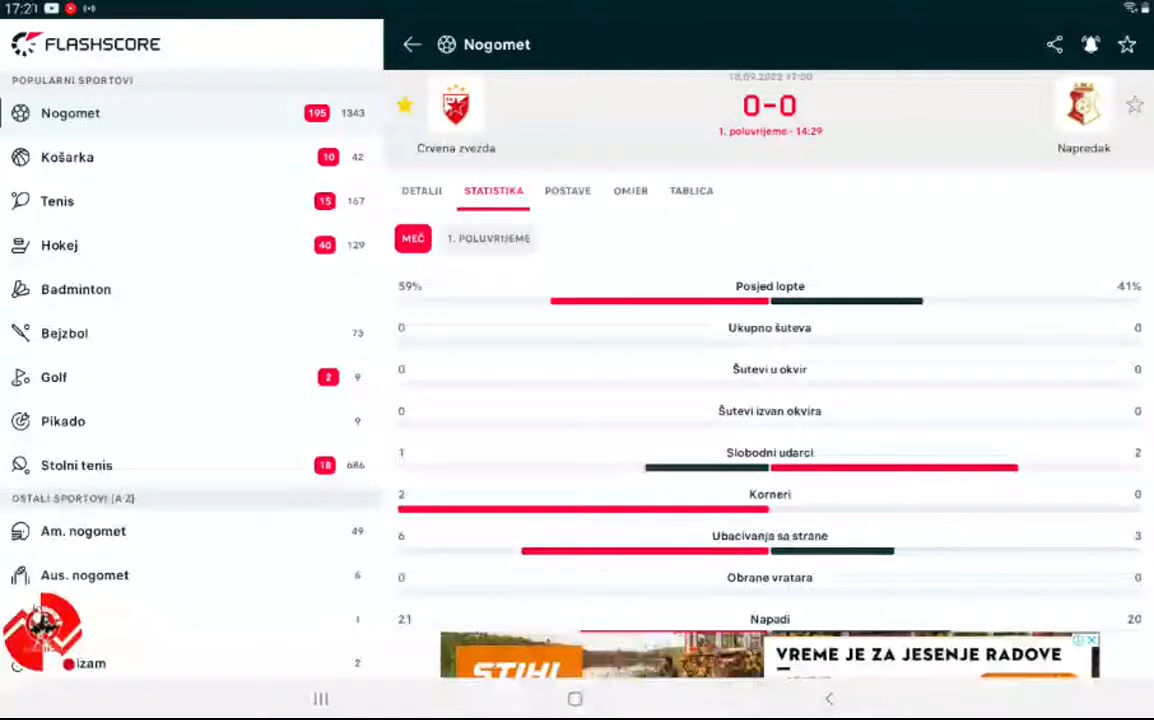 17:21
FLASHSCORE
POPULARNI SPORTOVI
Nogomet 195 1343
Košarka 10 42
Tenis 15 167
Hokej 40 129
Badminton
Bejzbol 73
Golf 2 9
Pikado 9
Stolni tenis 18 686
OSTALI SPORTOVI [A-Z]
Am. nogomet 49
Aus. nogomet 6
1
izam 2
Nogomet
18.09.2022 17:00
0-0
1. poluvrijeme - 14:29
Crvena zvezda
Napredak
DETALJI STATISTIKA POSTAVE OMJER TABLICA
MEČ 1. POLUVRIJEME
59% Posjed lopte 41%
0 Ukupno šuteva 0
0 Šutevi u okvir 0
0 Šutevi izvan okvira 0
1 Slobodni udarci 2
2 Korneri 0
6 Ubacivanja sa strane 3
0 Obrane vratara 0
21 Napadi 20
STIHL
VREME JE ZA JESENJE RADOVE